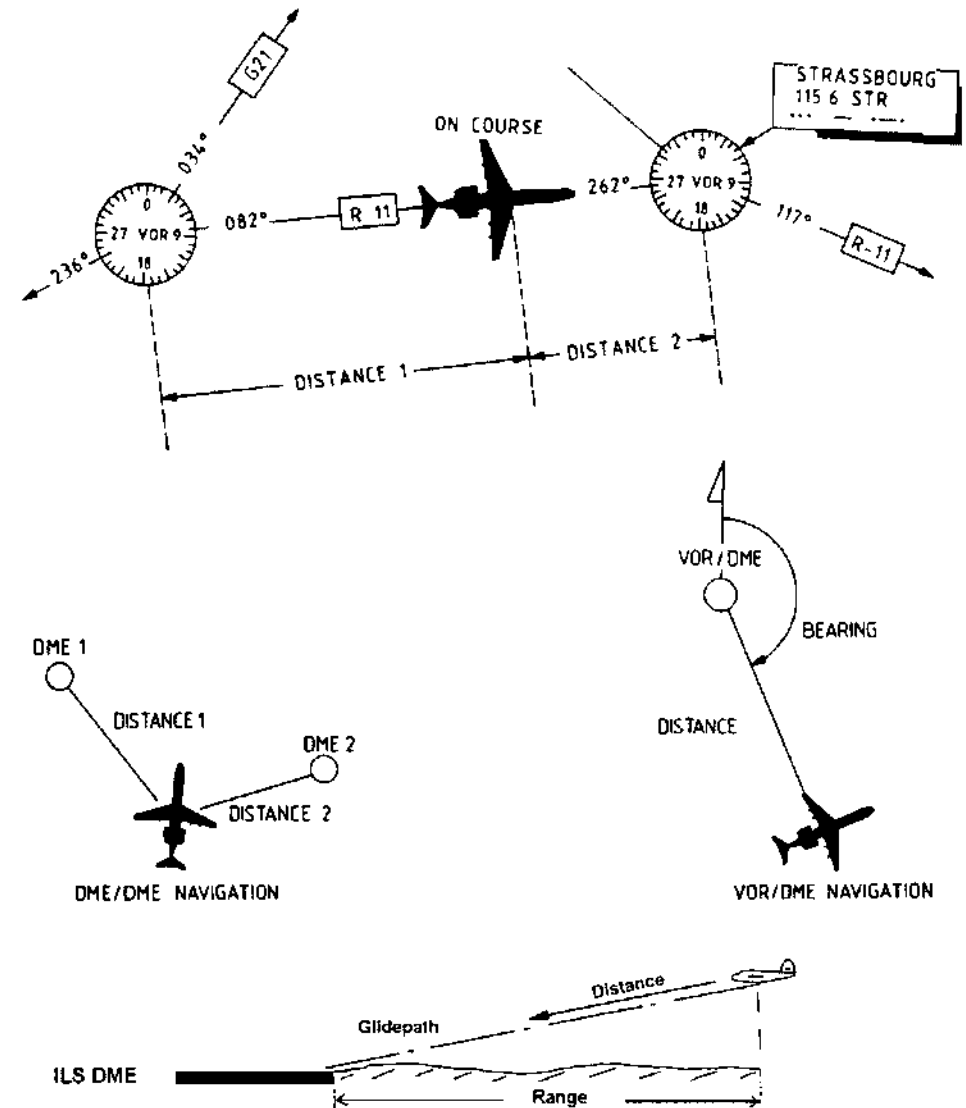 G21
034°
STRASSBOURG
115 6 STR
ON COURSE
0
27 VOR 9
18
236°
082°
R 11
262°
0
27 VOR 9
18
117°
R-11
DISTANCE 1
DISTANCE 2
VOR/DME
BEARING
DISTANCE
DME 1
DISTANCE 1
DME 2
DISTANCE 2
DME/DME NAVIGATION
VOR/DME NAVIGATION
Distance
Glidepath
ILS DME
Range